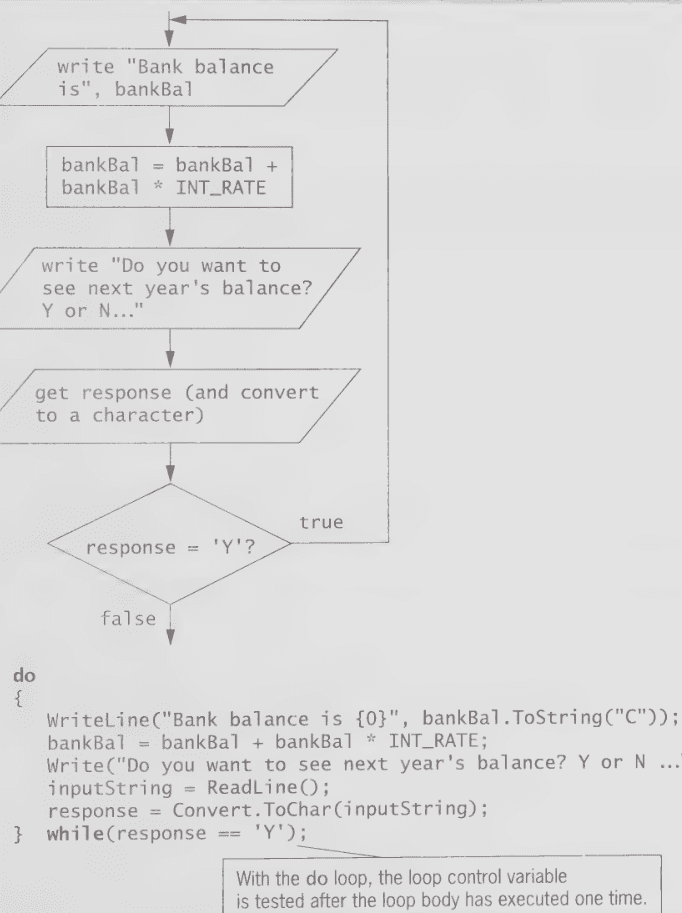 write "Bank balance
is", bankBal
bankBal = bankBal +
bankBal * INT_RATE
write "Do you want to
see next year's balance?
Y or N..."
get response (and convert
to a character)
response = 'Y'?
true
false
do
{
WriteLine("Bank balance is {0}", bankBal.ToString("C"));
bankBal = bankBal + bankBal * INT_RATE;
Write("Do you want to see next year's balance? Y or N ..."
inputString = ReadLine();
response = Convert.ToChar(inputString);
} while(response == 'Y');
With the do loop, the loop control variable
is tested after the loop body has executed one time.